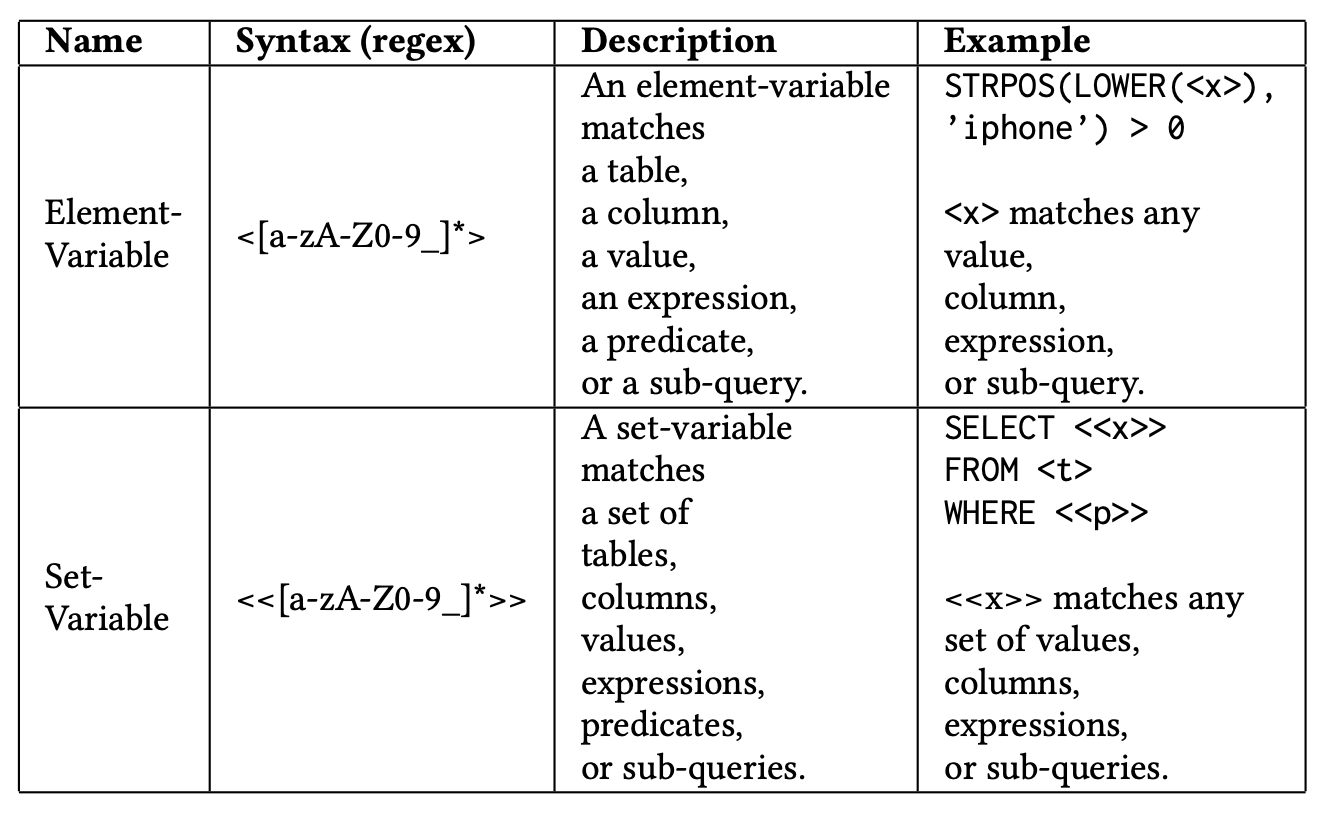 Name Syntax (regex) Description Example
Element-
Variable
<[a-zA-Z0-9_]*>
An element-variable
matches
a table,
a column,
a value,
an expression,
a predicate,
or a sub-query.
STRPOS(LOWER(<x>),
’iphone’) > 0
<x> matches any
value,
column,
expression,
or sub-query.
Set-
Variable
<<[a-zA-Z0-9_]*>>
A set-variable
matches
a set of
tables,
columns,
values,
expressions,
predicates,
or sub-queries.
SELECT <<x>>
FROM <t>
WHERE <<p>>
<<x>> matches any
set of values,
columns,
expressions,
or sub-queries.